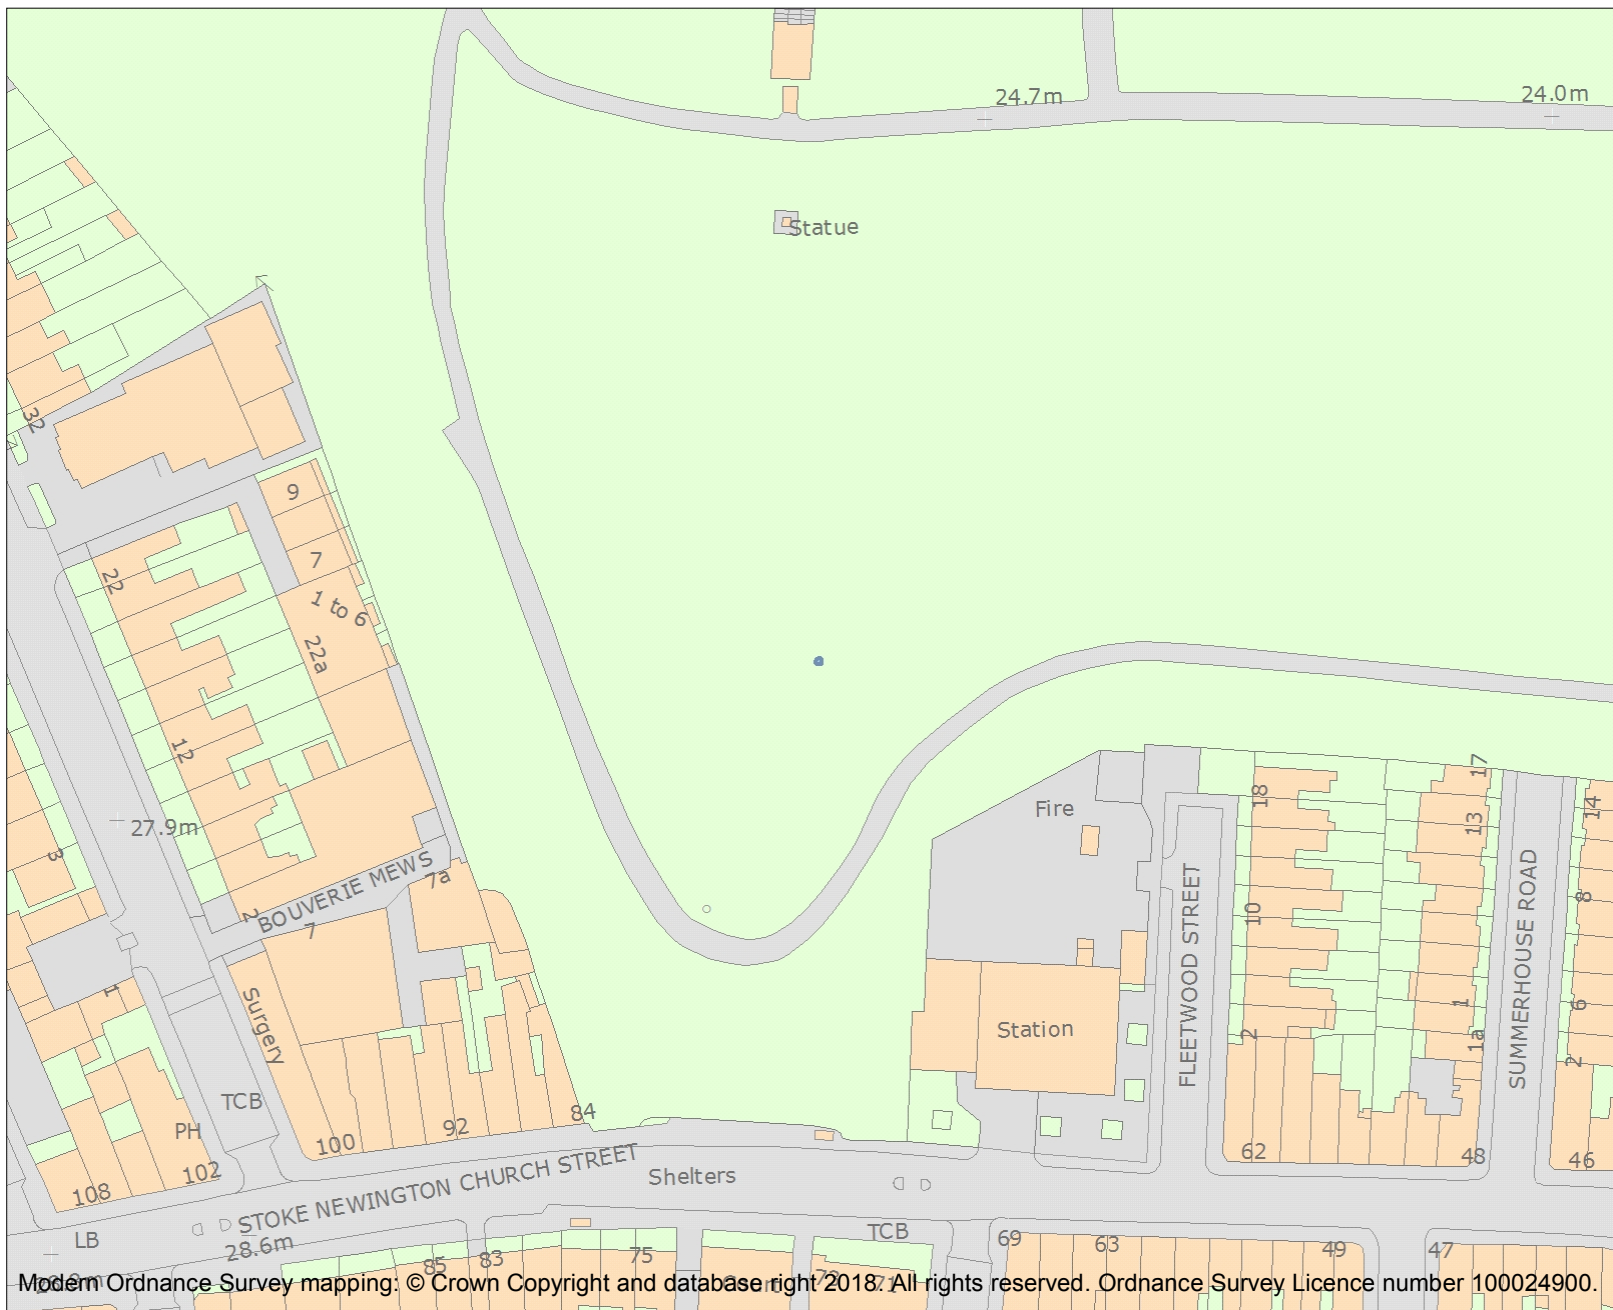 24.7m
24.0m
Statue
32
9
7
1 to 6
22
22a
12
27.9m
3
BOUVERIE MEWS
7a
2
7
Surgery
1
TCB
PH
100
92
84
102
108
LB
STOKE NEWINGTON CHURCH STREET
28.6m
Shelters
Fire
Station
FLEETWOOD STREET
18
10
2
17
13
1
1a
SUMMERHOUSE ROAD
14
8
6
2
62
48
46
TCB
85
83
75
69
63
49
47
71
Modern Ordnance Survey mapping: © Crown Copyright and database right 2018. All rights reserved. Ordnance Survey Licence number 100024900.